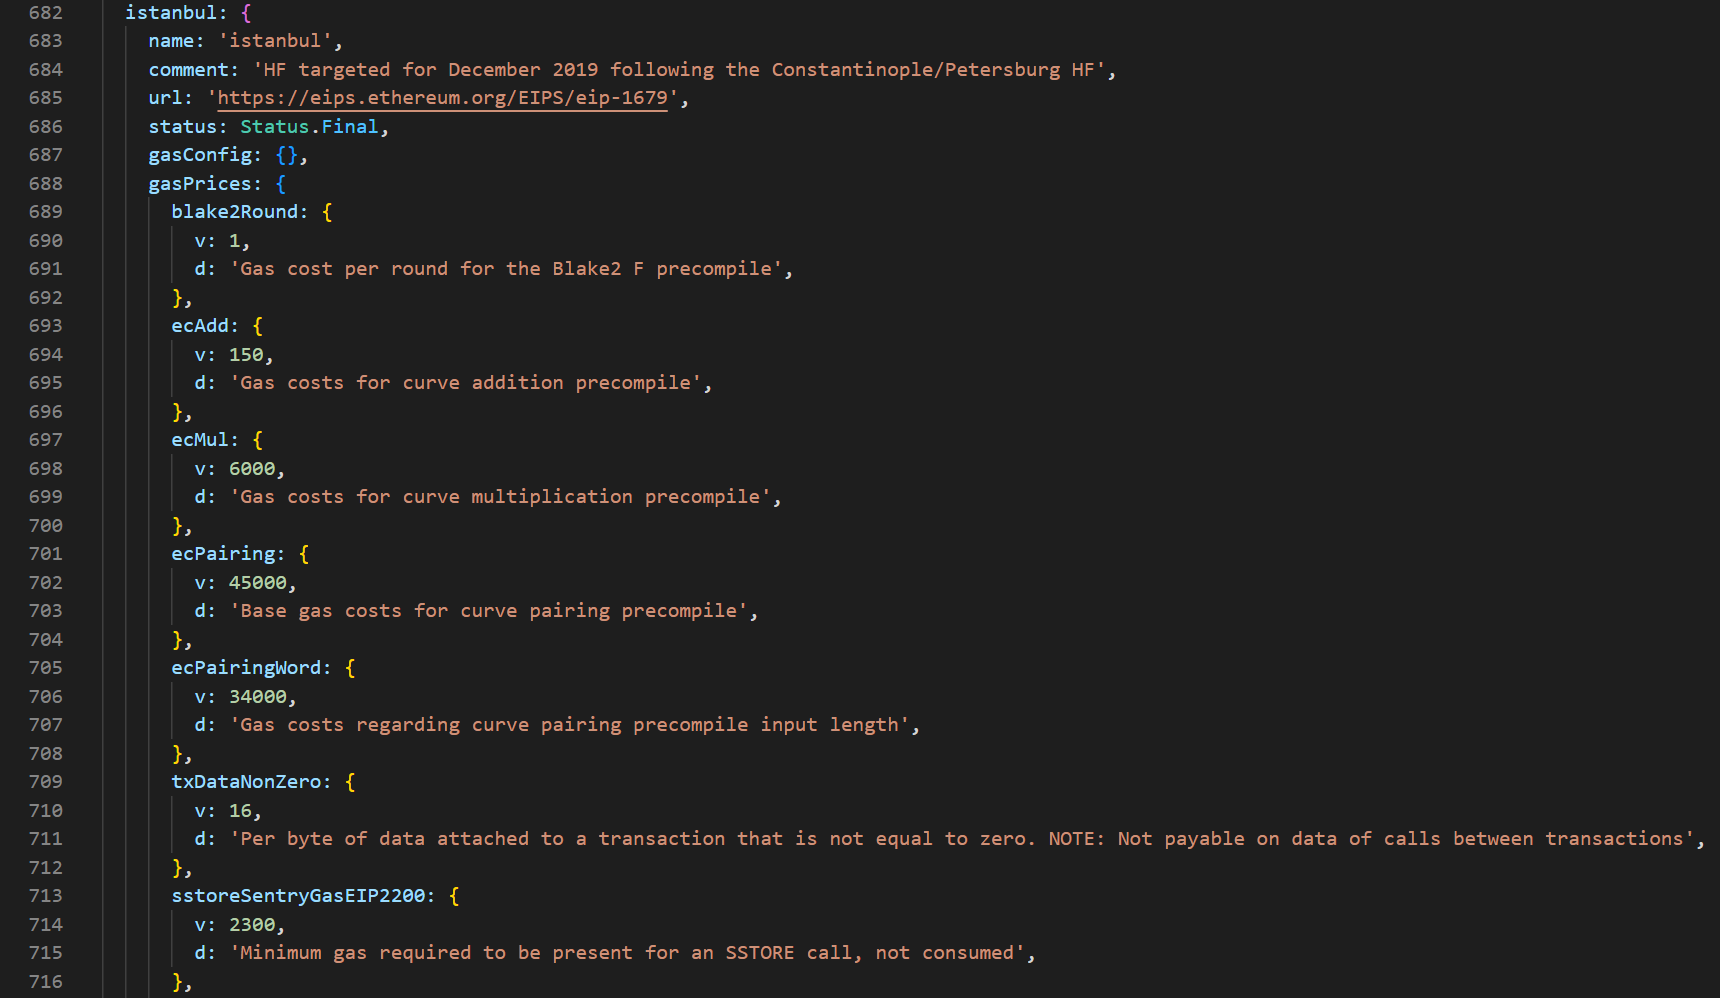 682 istanbul: {
683 name: 'istanbul',
684 comment: 'HF targeted for December 2019 following the Constantinople/Petersburg HF',
685 url: 'https://eips.ethereum.org/EIPS/eip-1679',
686 status: Status.Final,
687 gasConfig: {},
688 gasPrices: {
689 blake2Round: {
690 v: 1,
691 d: 'Gas cost per round for the Blake2 F precompile',
692 },
693 ecAdd: {
694 v: 150,
695 d: 'Gas costs for curve addition precompile',
696 },
697 ecMul: {
698 v: 6000,
699 d: 'Gas costs for curve multiplication precompile',
700 },
701 ecPairing: {
702 v: 45000,
703 d: 'Base gas costs for curve pairing precompile',
704 },
705 ecPairingWord: {
706 v: 34000,
707 d: 'Gas costs regarding curve pairing precompile input length',
708 },
709 txDataNonZero: {
710 v: 16,
711 d: 'Per byte of data attached to a transaction that is not equal to zero. NOTE: Not payable on data of calls between transactions',
712 },
713 sstoreSentryGasEIP2200: {
714 v: 2300,
715 d: 'Minimum gas required to be present for an SSTORE call, not consumed',
716 },